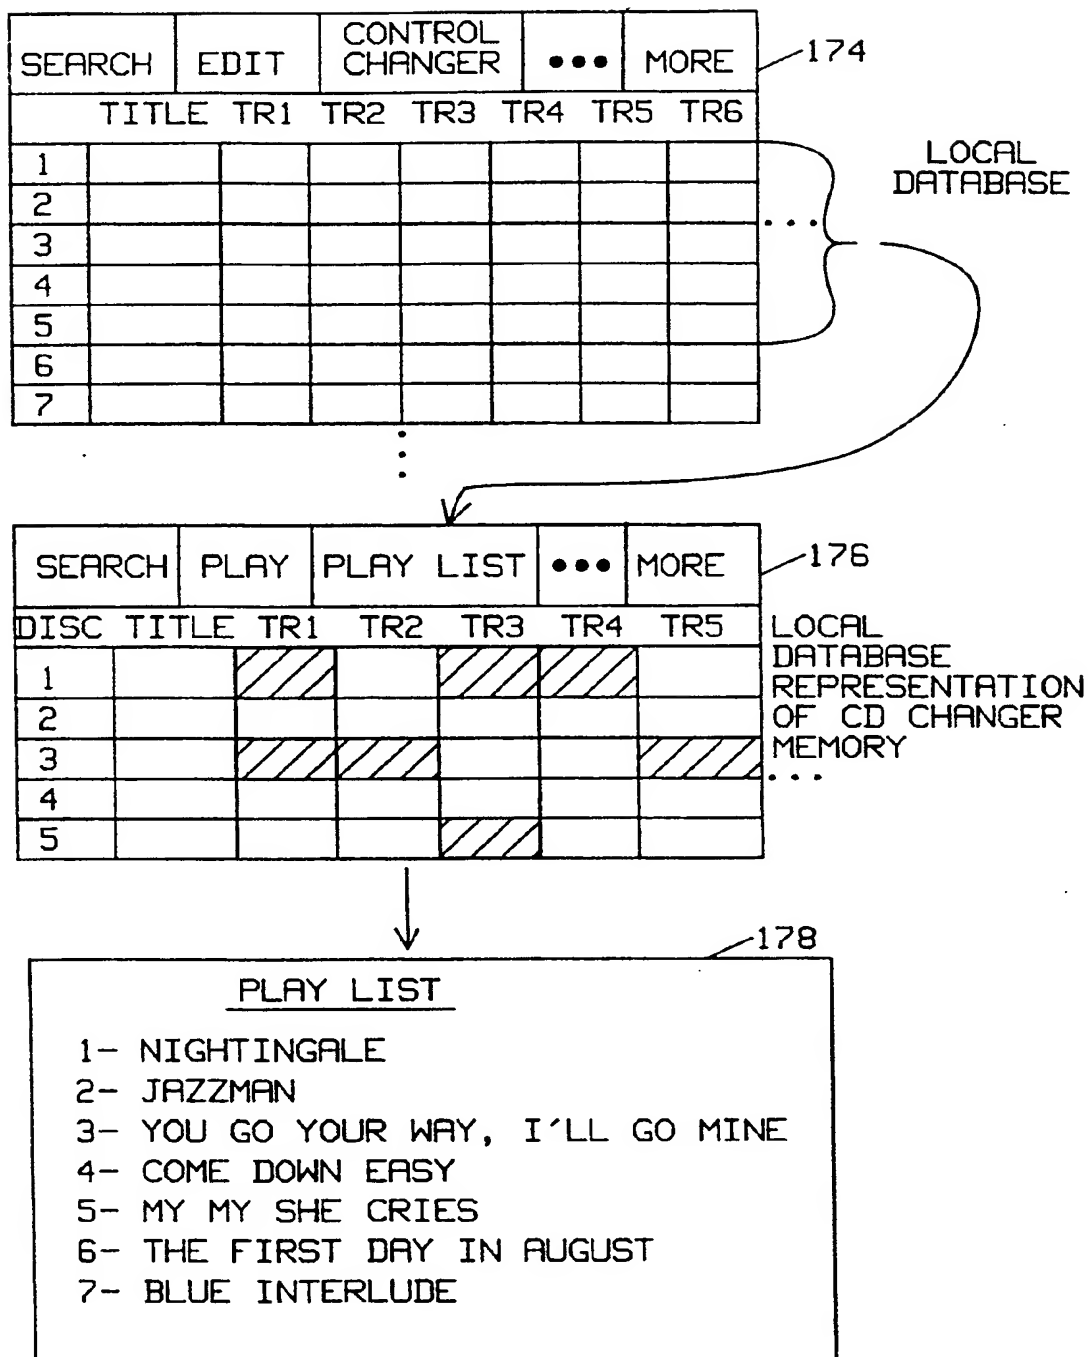 SEARCH EDIT CONTROL CHANGER ••• MORE 174
TITLE TR1 TR2 TR3 TR4 TR5 TR6
1
2
3
4
5
6
7
LOCAL
DATABASE
SEARCH PLAY PLAY LIST ••• MORE 176
DISC TITLE TR1 TR2 TR3 TR4 TR5
1
2
3
4
5
LOCAL
DATABASE
REPRESENTATION
OF CD CHANGER
MEMORY
178
PLAY LIST
1- NIGHTINGALE
2- JAZZMAN
3- YOU GO YOUR WAY, I'LL GO MINE
4- COME DOWN EASY
5- MY MY SHE CRIES
6- THE FIRST DAY IN AUGUST
7- BLUE INTERLUDE